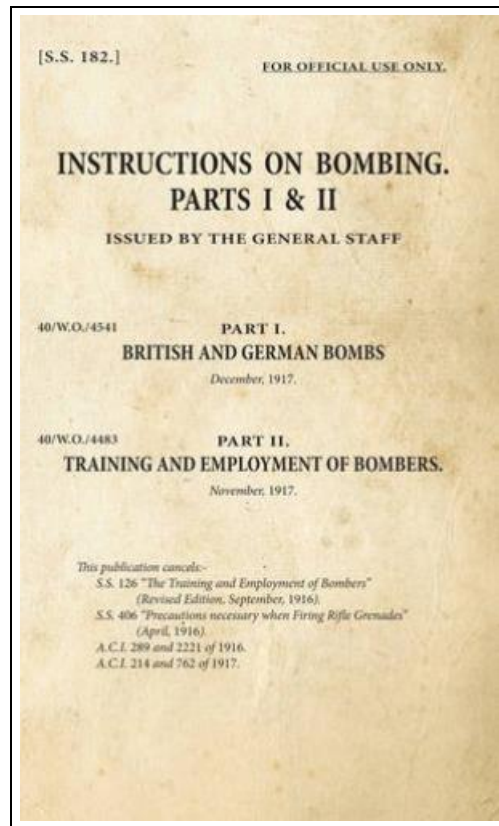 [S.S. 182.]
FOR OFFICIAL USE ONLY.
INSTRUCTIONS ON BOMBING.
PARTS I & II
ISSUED BY THE GENERAL STAFF
40/W.O./4541
PART I.
BRITISH AND GERMAN BOMBS
December, 1917.
40/W.O./4483
PART II.
TRAINING AND EMPLOYMENT OF BOMBERS.
November, 1917.
This publication cancels:-
S.S. 126 "The Training and Employment of Bombers"
(Revised Edition, September, 1916).
S.S. 406 "Precautions necessary when Firing Rifle Grenades"
(April, 1916).
A.C.I. 289 and 2221 of 1916.
A.C.I. 214 and 762 of 1917.